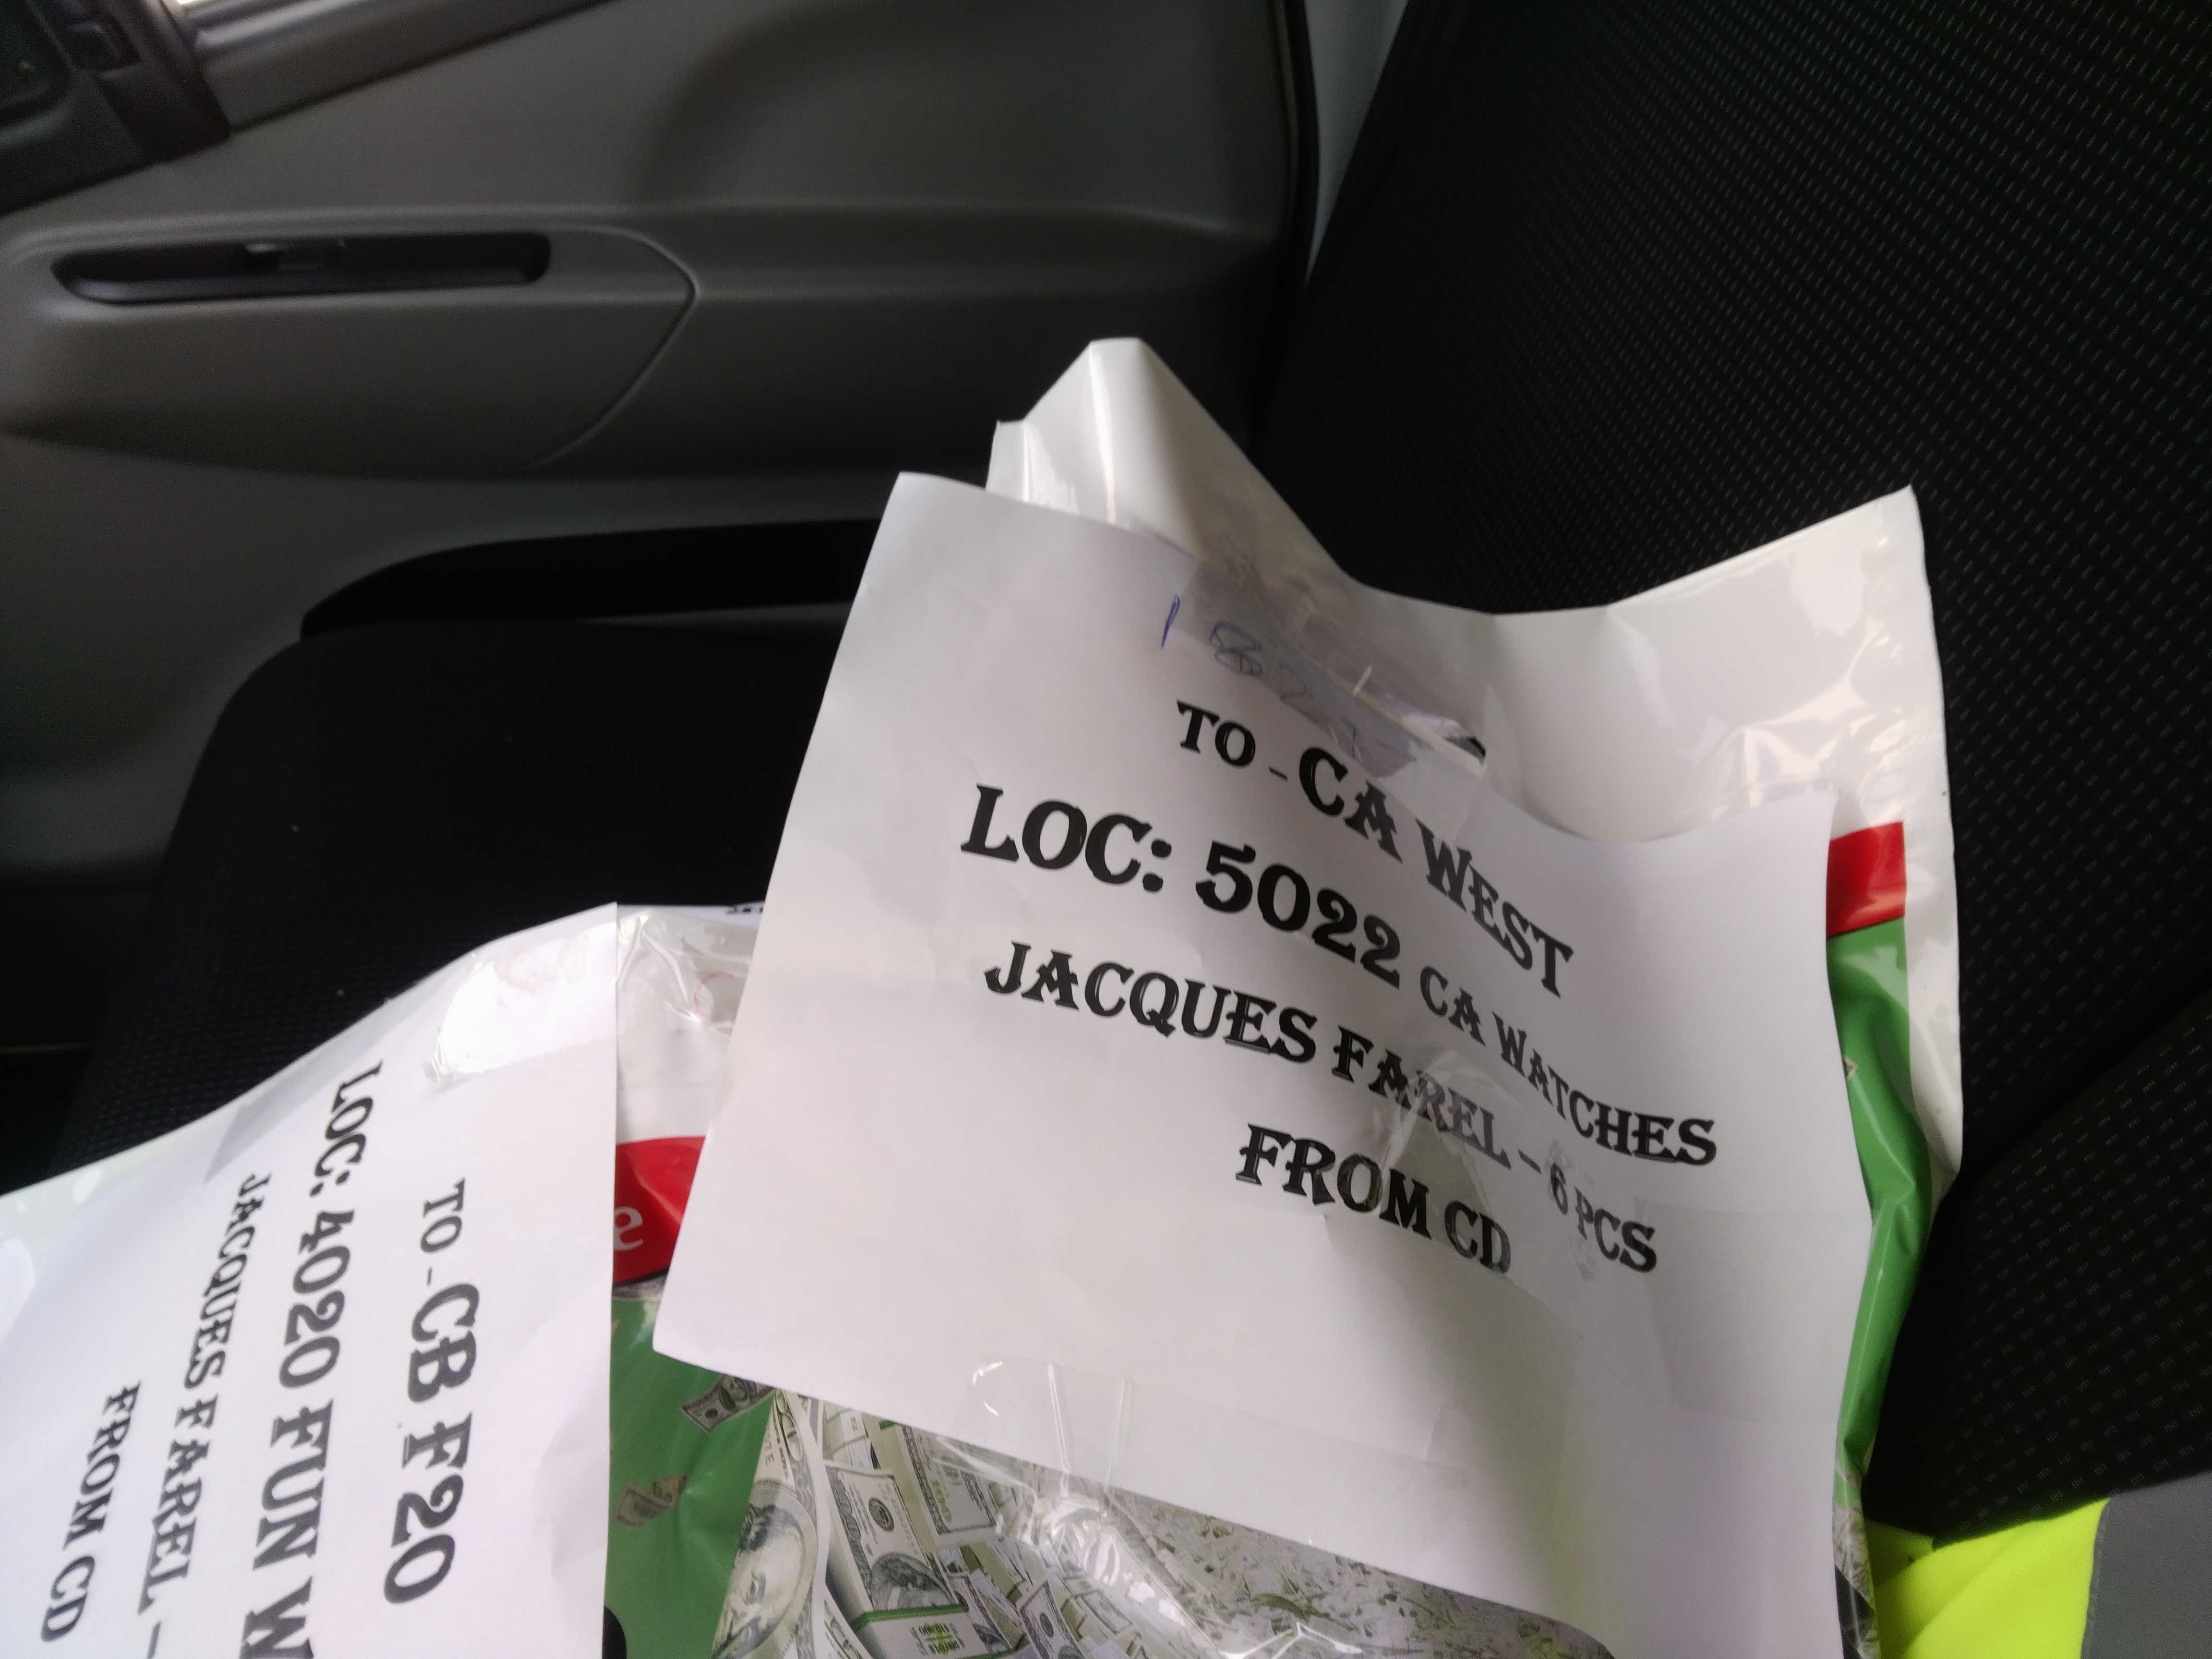 TO - CA WEST
LOC: 5022 CA WATCHES
JACQUES FAREL - 6 PCS
FROM CD
TO - CB F20
LOC: 4020 FUN W
JACQUES FAREL -
FROM CD
e